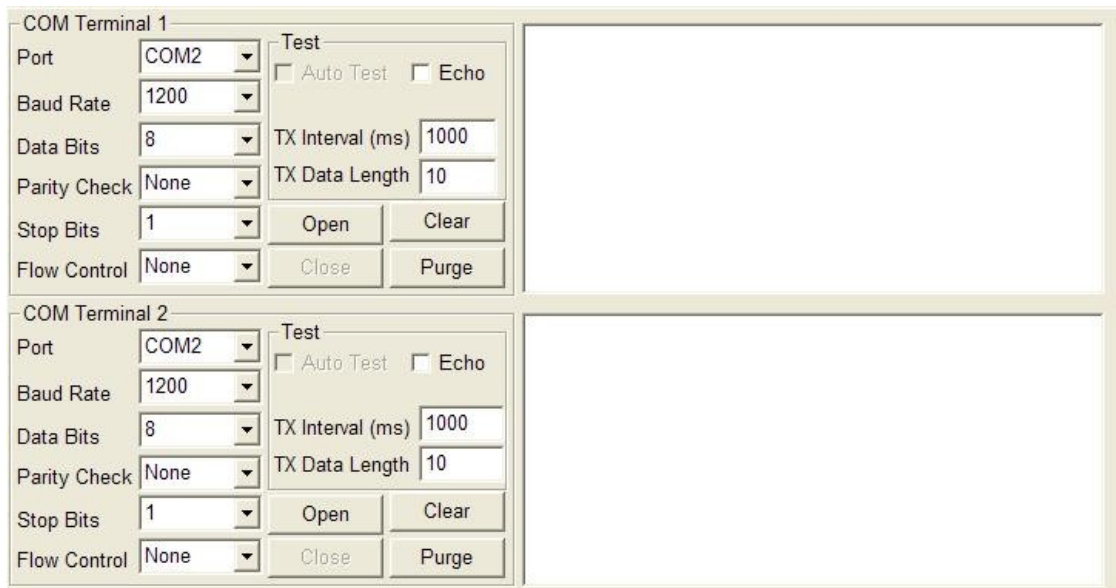 COM Terminal 1
Port COM2
Baud Rate 1200
Data Bits 8
Parity Check None
Stop Bits 1
Flow Control None
Test
Auto Test Echo
TX Interval (ms) 1000
TX Data Length 10
Open Clear
Close Purge
COM Terminal 2
Port COM2
Baud Rate 1200
Data Bits 8
Parity Check None
Stop Bits 1
Flow Control None
Test
Auto Test Echo
TX Interval (ms) 1000
TX Data Length 10
Open Clear
Close Purge